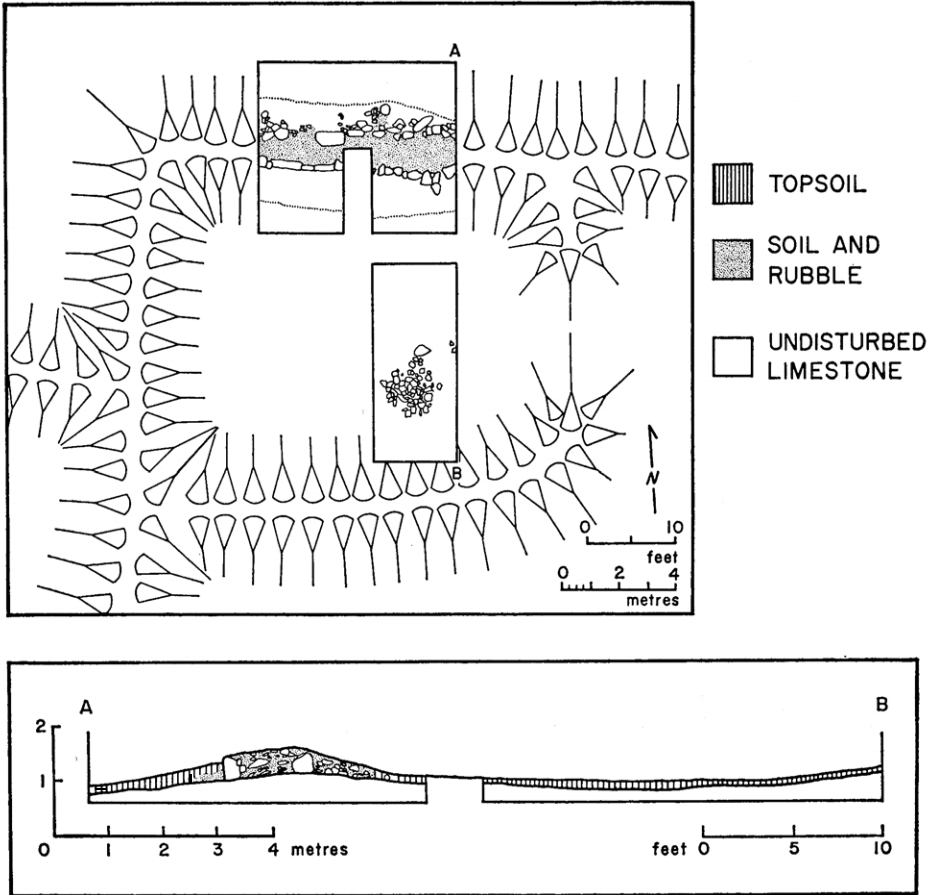 A
TOPSOIL
SOIL AND
RUBBLE
UNDISTURBED
LIMESTONE
B
N
0 10
feet
0 2 4
metres
A B
2
1
0 1 2 3 4 metres feet 0 5 10